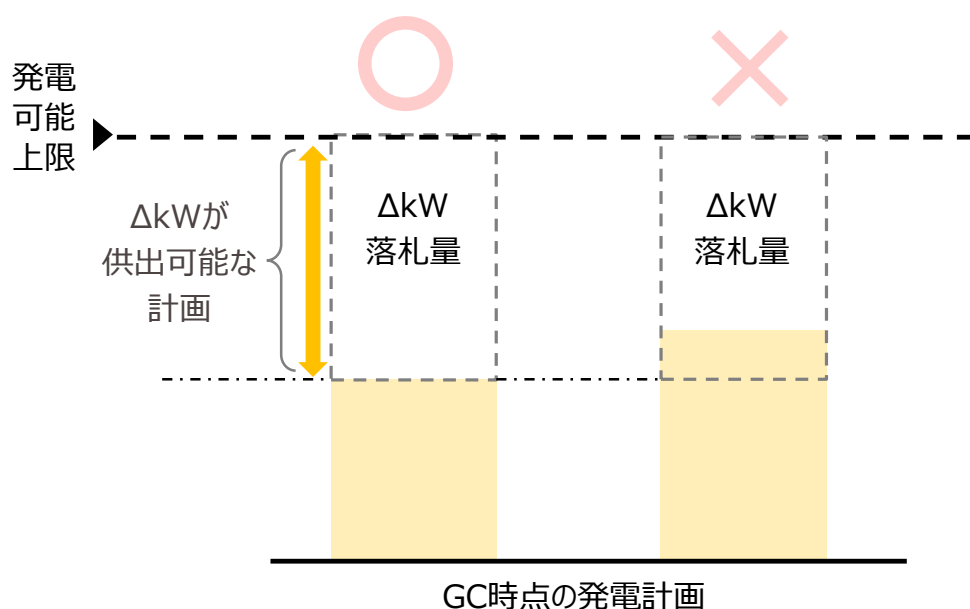 発電
可能
上限
ΔkWが
供出可能な
計画
ΔkW
落札量
ΔkW
落札量
GC時点の発電計画